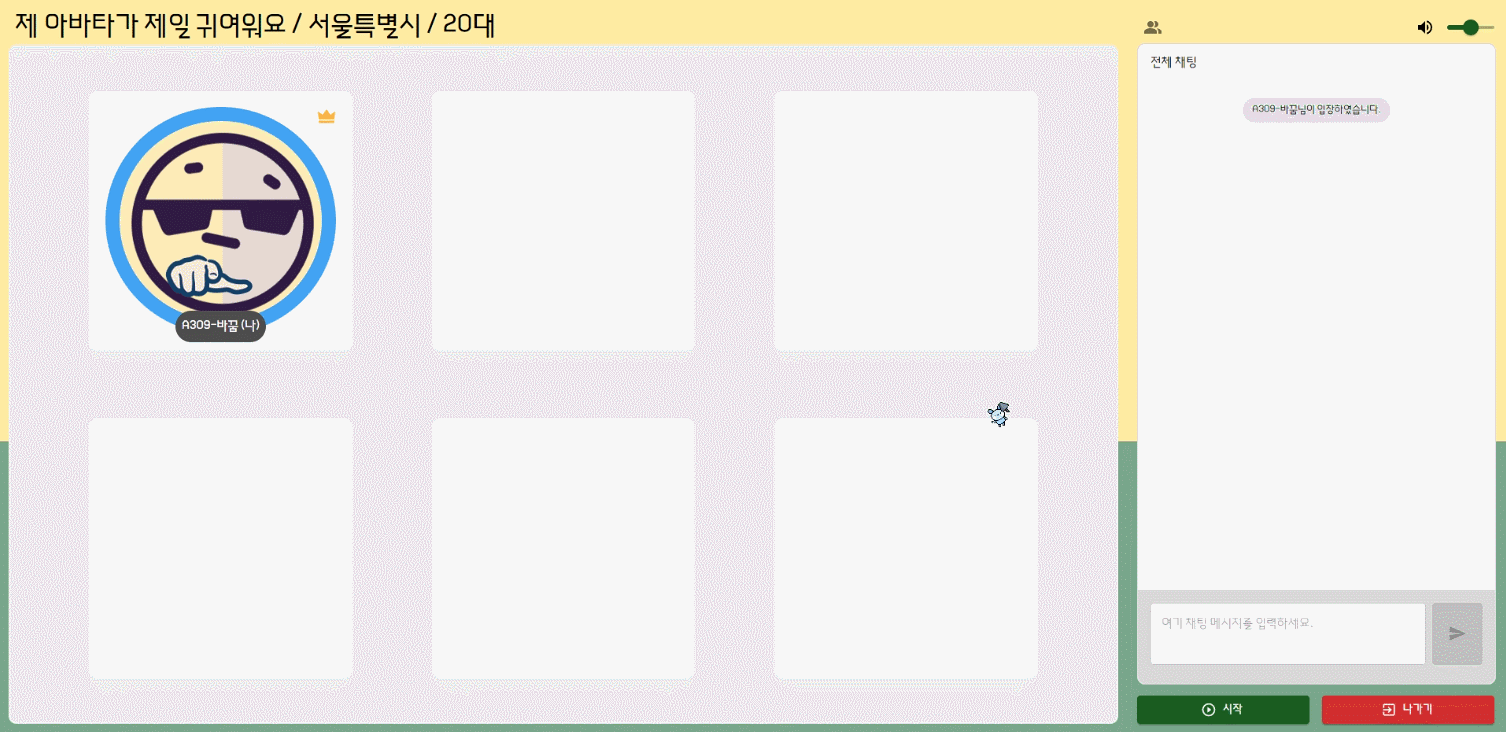 제 아바타가 제일 귀여워요 / 서울특별시 / 20대
A309-바꿈 (나)
전체 채팅
A309-바꿈님이 입장하였습니다.
여기 채팅 메시지를 입력하세요.
시작
나가기